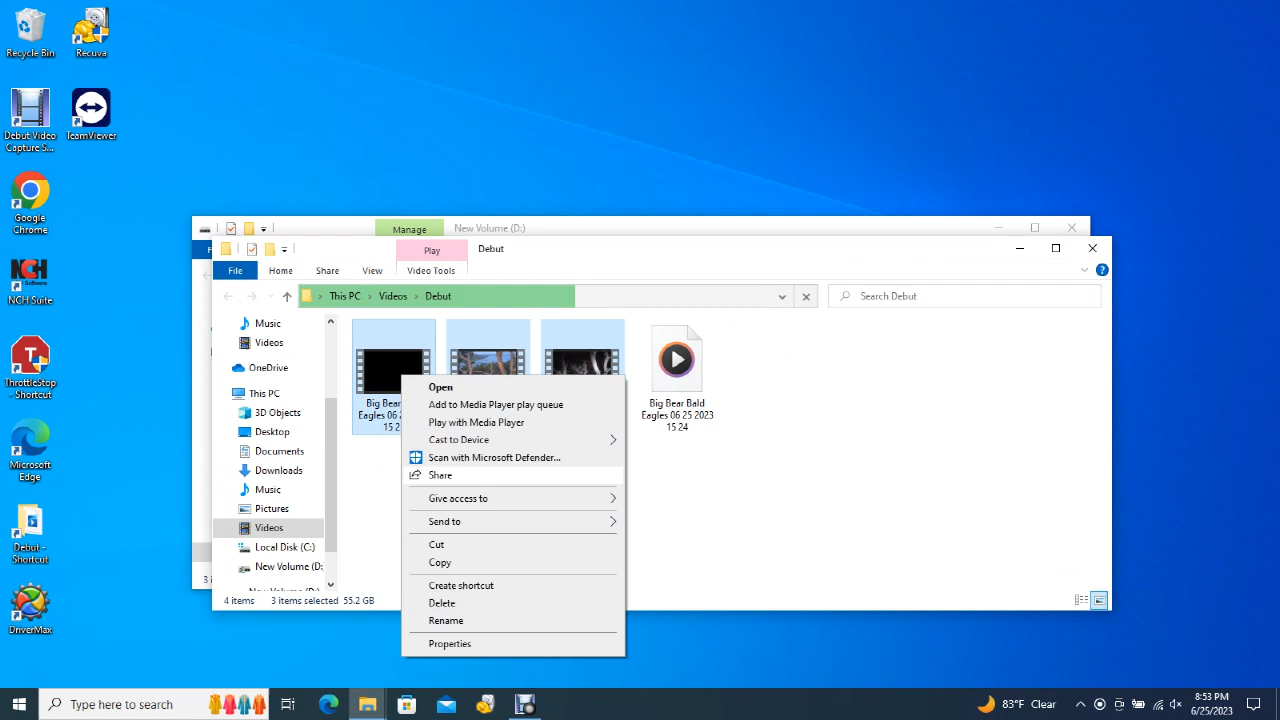 Recycle Bin
Recuva
Debut Video
Capture S...
TeamViewer
Google
Chrome
NCH
Software
NCH Suite
ThrottleStop
- Shortcut
Microsoft
Edge
Debut -
Shortcut
DriverMax
Manage
New Volume (D:)
Play
Debut
File
Home
Share
View
Video Tools
This PC
Videos
Debut
Search Debut
Music
Videos
OneDrive
This PC
3D Objects
Desktop
Documents
Downloads
Music
Pictures
Videos
Local Disk (C:)
New Volume (D:
4 items
3 items selected 55.2 GB
Big Bear
Eagles 06
15 2
Big Bear Bald
Eagles 06 25 2023
15 24
Open
Add to Media Player play queue
Play with Media Player
Cast to Device
Scan with Microsoft Defender...
Share
Give access to
Send to
Cut
Copy
Create shortcut
Delete
Rename
Properties
Type here to search
83°F Clear
8:53 PM
6/25/2023